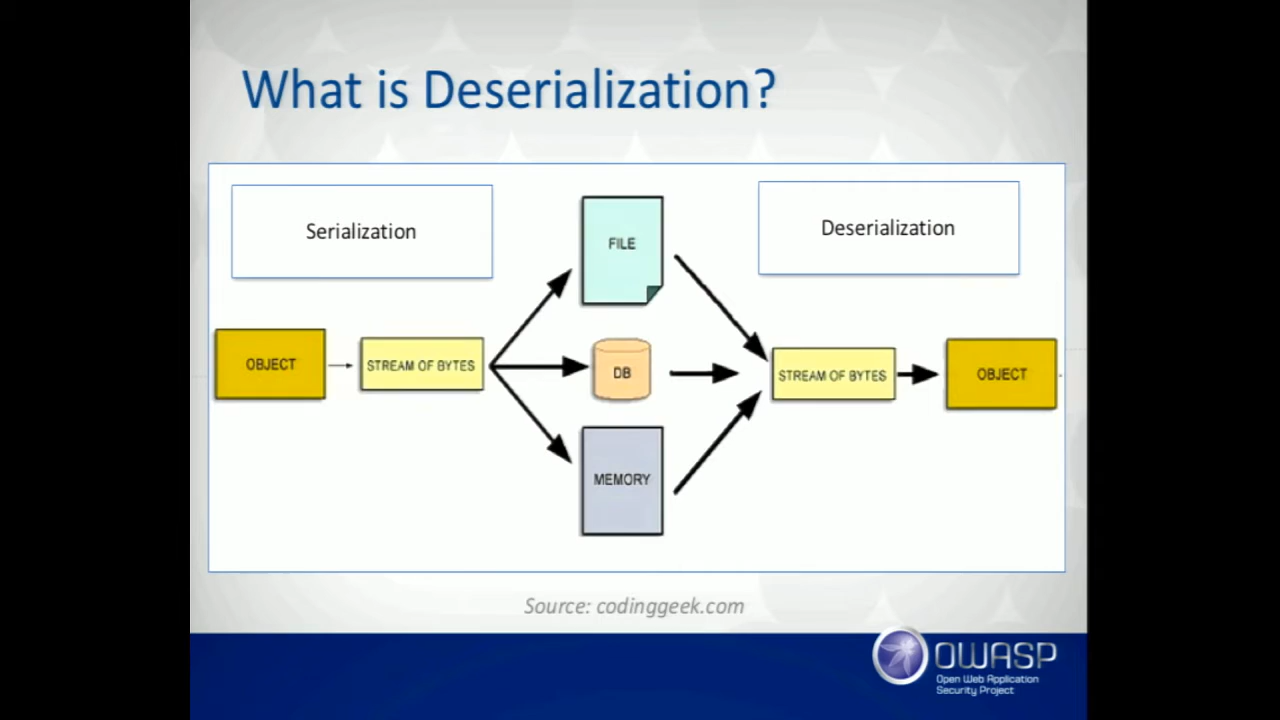 What is Deserialization?
Serialization
Deserialization
FILE
OBJECT
STREAM OF BYTES
DB
STREAM OF BYTES
OBJECT
MEMORY
Source: codinggeek.com
OWASP
Open Web Application
Security Project